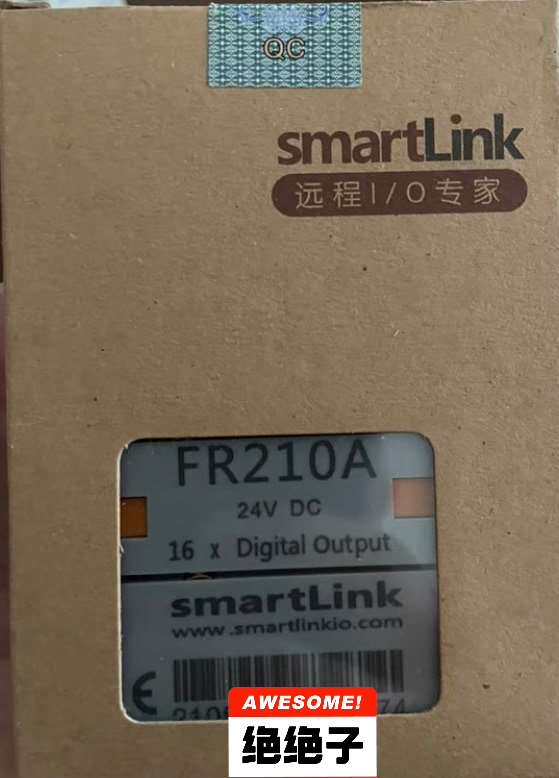 QC
smartLink
远程I/O专家
FR210A
24V DC
16 x Digital Output
smartLink
www.smartlinkio.com
CE
AWESOME!
绝绝子